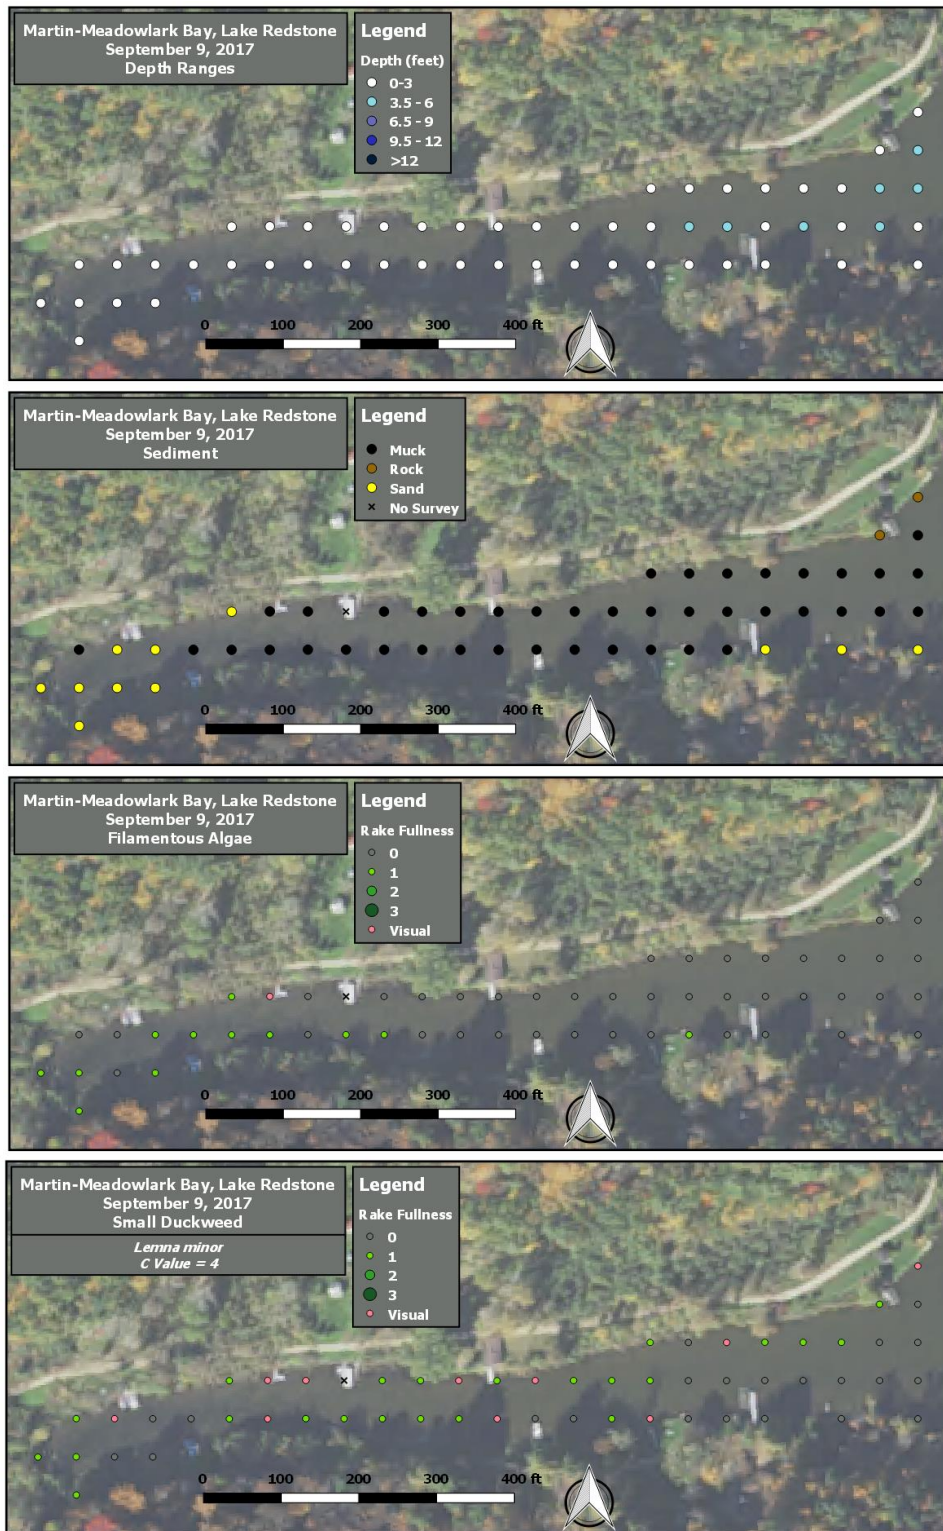 Martin-Meadowlark Bay, Lake Redstone
September 9, 2017
Depth Ranges
Legend
Depth (feet)
0-3
3.5 - 6
6.5 - 9
9.5 - 12
>12
0 100 200 300 400 ft
Martin-Meadowlark Bay, Lake Redstone
September 9, 2017
Sediment
Legend
Muck
Rock
Sand
No Survey
0 100 200 300 400 ft
Martin-Meadowlark Bay, Lake Redstone
September 9, 2017
Filamentous Algae
Legend
Rake Fullness
0
1
2
3
Visual
0 100 200 300 400 ft
Martin-Meadowlark Bay, Lake Redstone
September 9, 2017
Small Duckweed
Lemna minor
C Value = 4
Legend
Rake Fullness
0
1
2
3
Visual
0 100 200 300 400 ft